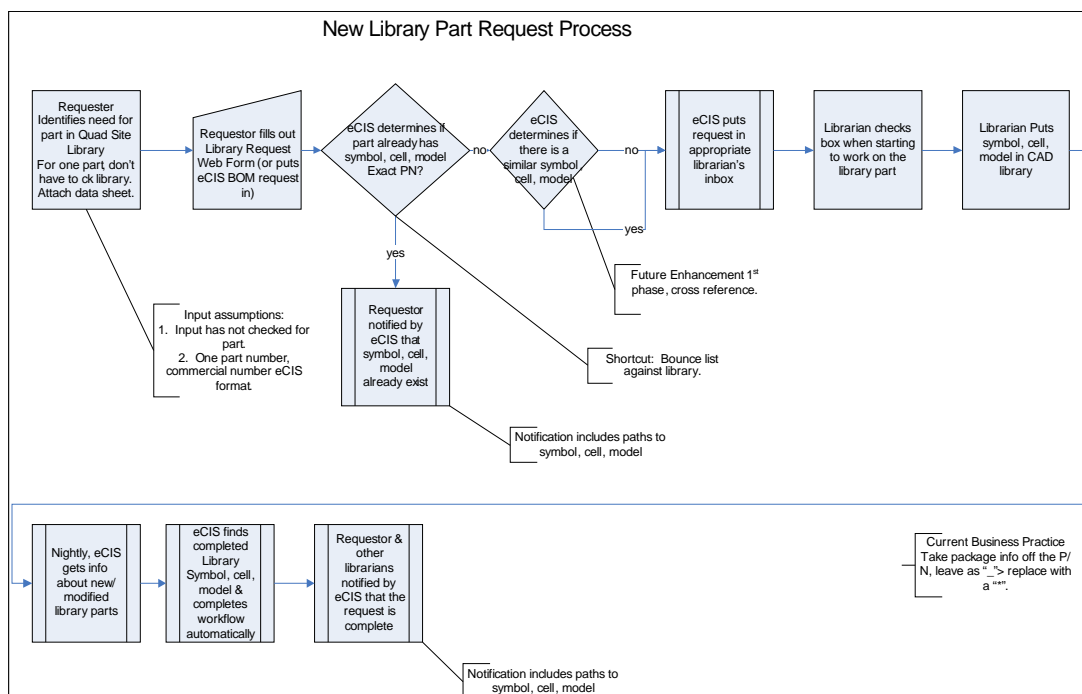 New Library Part Request Process
Requester
Identifies need for
part in Quad Site
Library
For one part, don't
have to ck library.
Attach data sheet.
Requestor fills out
Library Request
Web Form (or puts
eCIS BOM request
in)
eCIS determines if
part already has
symbol, cell, model
Exact PN?
no
eCIS
determines if
there is a
similar symbol,
cell, model
no
yes
eCIS puts
request in
appropriate
librarian's
inbox
Librarian checks
box when starting
to work on the
library part
Librarian Puts
symbol, cell,
model in CAD
library
yes
Requestor
notified by
eCIS that
symbol, cell,
model
already exist
Input assumptions:
1. Input has not checked for
part.
2. One part number,
commercial number eCIS
format.
Future Enhancement 1st
phase, cross reference.
Shortcut: Bounce list
against library.
Notification includes paths to
symbol, cell, model
Nightly, eCIS
gets info
about new/
modified
library parts
eCIS finds
completed
Library
Symbol, cell,
model &
completes
workflow
automatically
Requestor &
other
librarians
notified by
eCIS that the
request is
complete
Notification includes paths to
symbol, cell, model
Current Business Practice
Take package info off the P/
N, leave as “_”> replace with
a “*”.